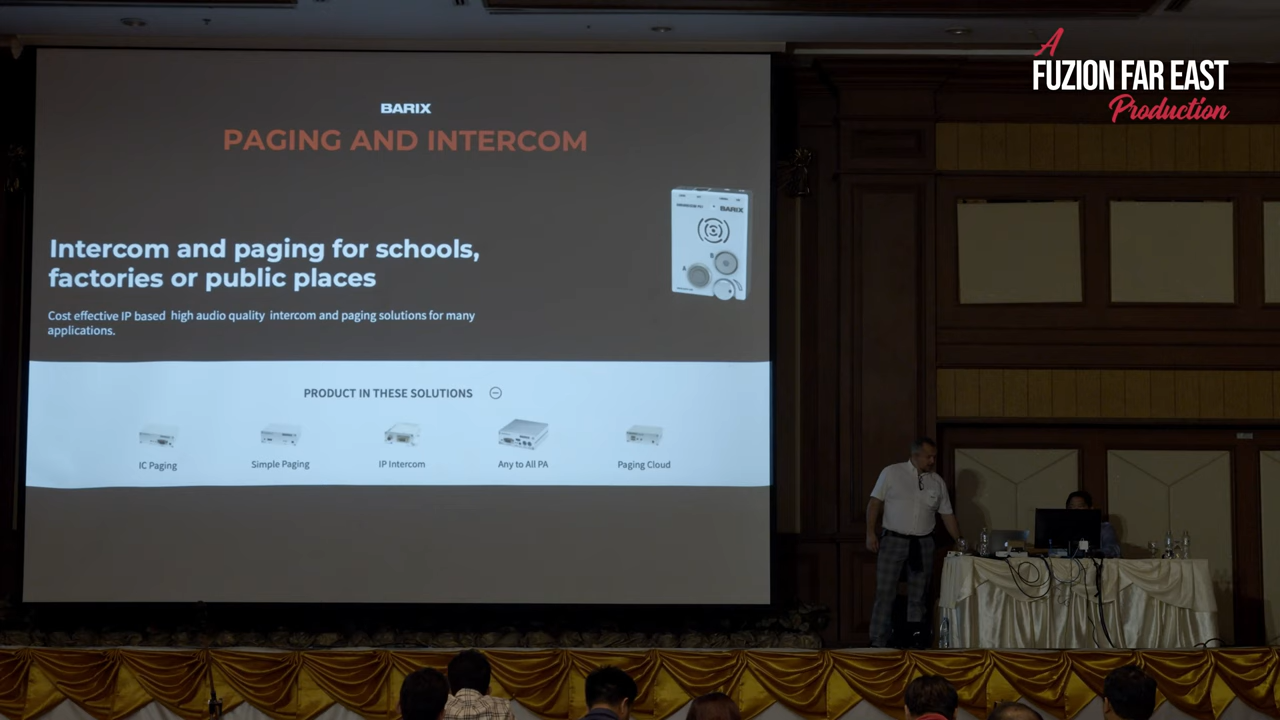 A
FUZION FAR EAST
Production
BARIX
PAGING AND INTERCOM
BARIX
Intercom and paging for schools,
factories or public places
Cost effective IP based high audio quality intercom and paging solutions for many
applications.
PRODUCT IN THESE SOLUTIONS
IC Paging
Simple Paging
IP Intercom
Any to All PA
Paging Cloud